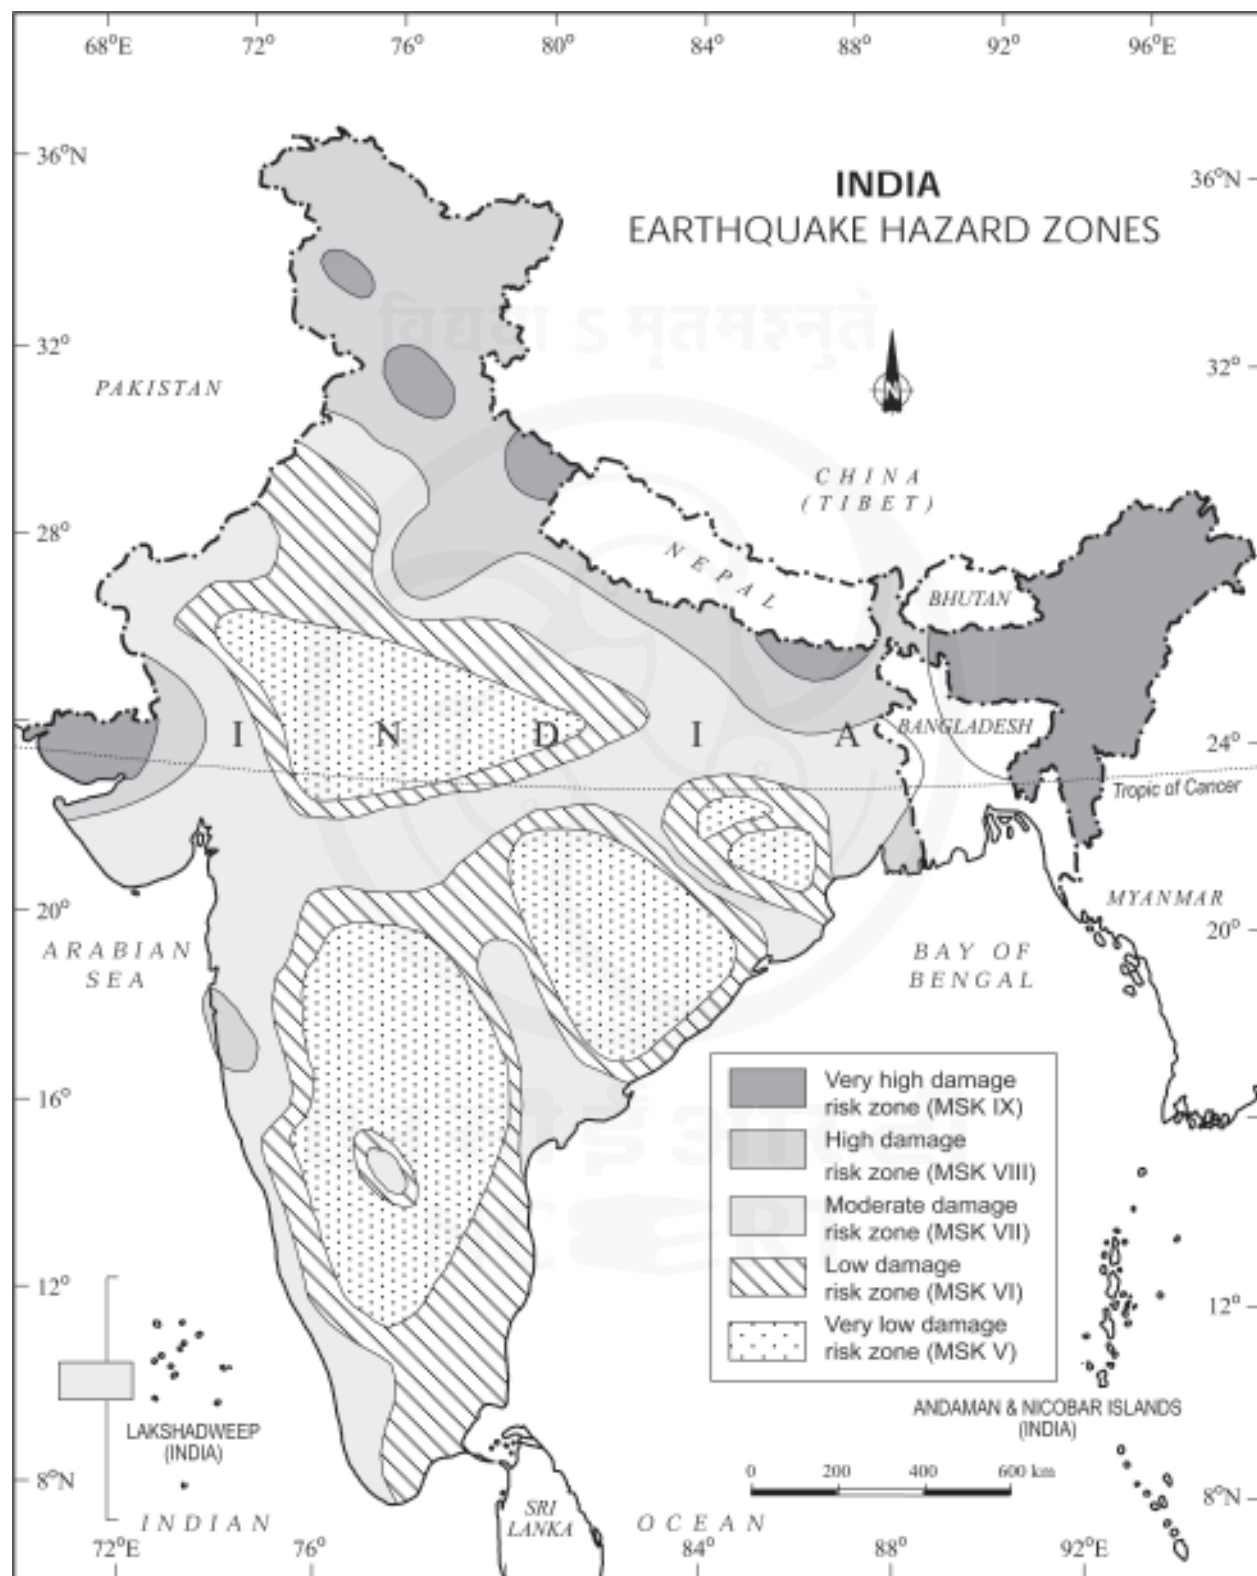 68°E 72° 76° 80° 84° 88° 92° 96°E
36°N
36°N
INDIA
EARTHQUAKE HAZARD ZONES
विद्यया ऽ मृतमश्नुते
32°
32°
PAKISTAN
N
CHINA
(TIBET)
28°
NEPAL
BHUTAN
I N D I A
BANGLADESH
24°
Tropic of Cancer
20°
MYANMAR
20°
ARABIAN
SEA
BAY OF
BENGAL
16°
Very high damage
risk zone (MSK IX)
High damage
risk zone (MSK VIII)
Moderate damage
risk zone (MSK VII)
Low damage
risk zone (MSK VI)
Very low damage
risk zone (MSK V)
12°
12°
LAKSHADWEEP
(INDIA)
ANDAMAN & NICOBAR ISLANDS
(INDIA)
0 200 400 600 km
8°N
8°N
SRI
LANKA
INDIAN OCEAN
72°E 76° 84° 88° 92°E